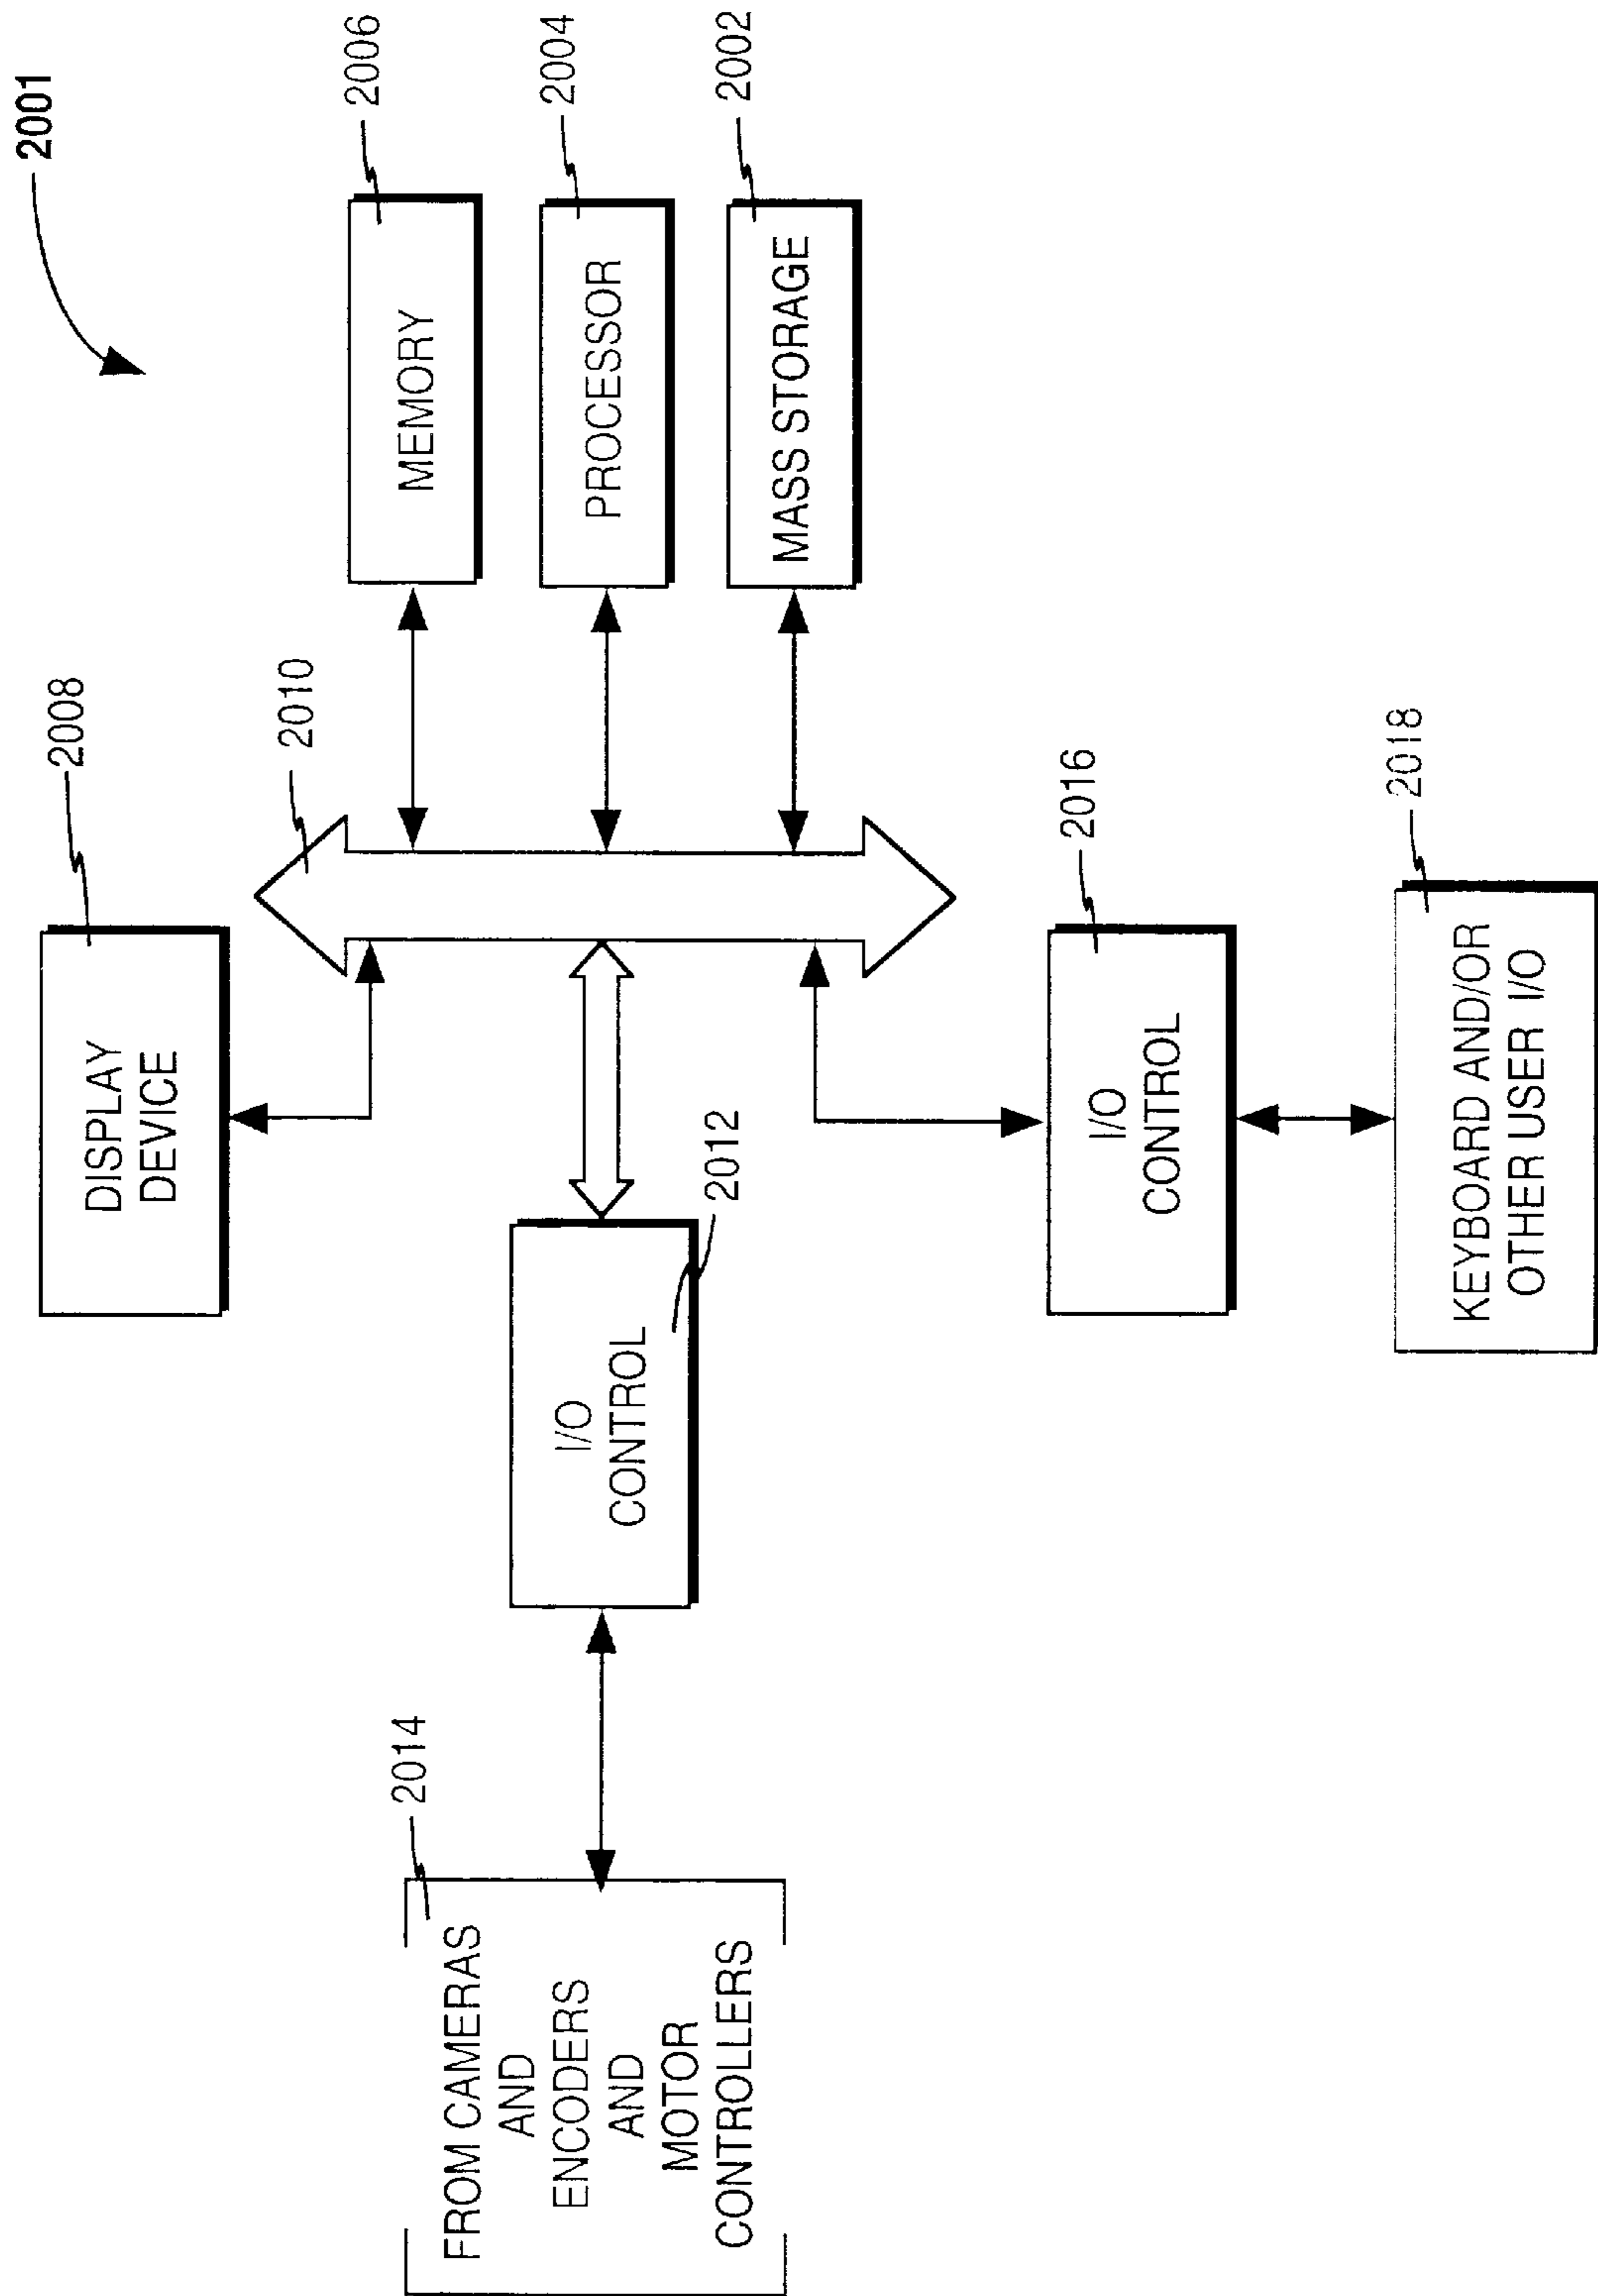 2001
2008
DISPLAY
DEVICE
2010
2006
MEMORY
2004
PROCESSOR
2002
MASS STORAGE
2014
FROM CAMERAS
AND
ENCODERS
AND
MOTOR
CONTROLLERS
I/O
CONTROL
2012
2016
I/O
CONTROL
2018
KEYBOARD AND/OR
OTHER USER I/O